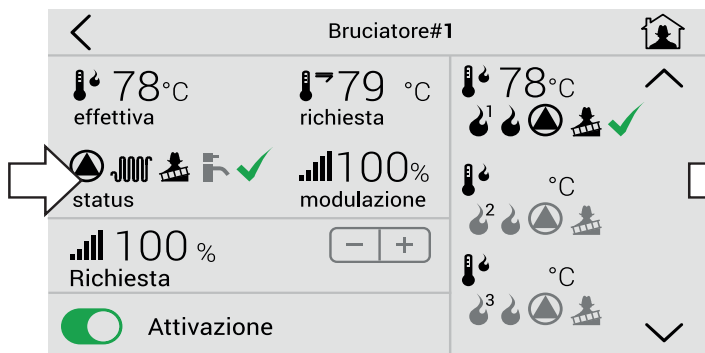 Bruciatore#1
78°C
effettiva
79 °C
richiesta
status
100%
modulazione
100 %
Richiesta
- +
Attivazione
78°C
1
°C
2
°C
3